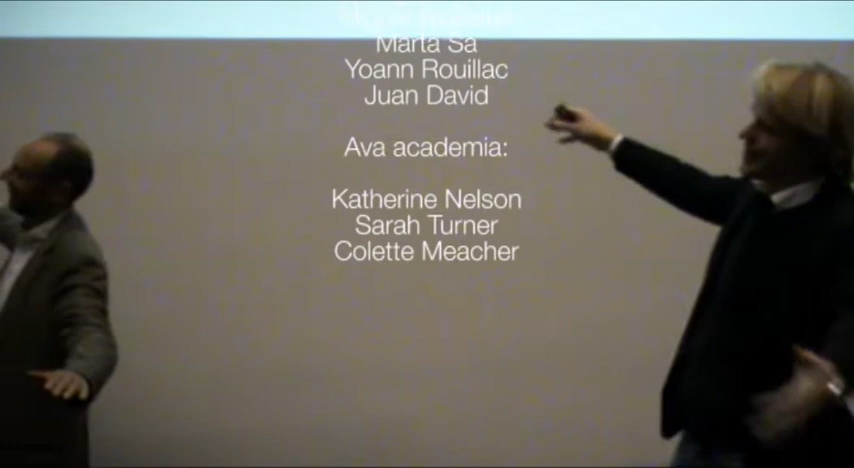 Marta Sa
Yoann Rouillac
Juan David
Ava academia:
Katherine Nelson
Sarah Turner
Colette Meacher